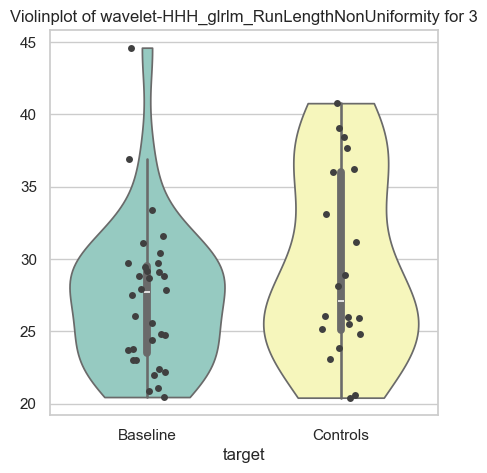 Violinplot of wavelet-HHH_glrlm_RunLengthNonUniformity for 3
45
40
35
30
25
20
Baseline Controls
target